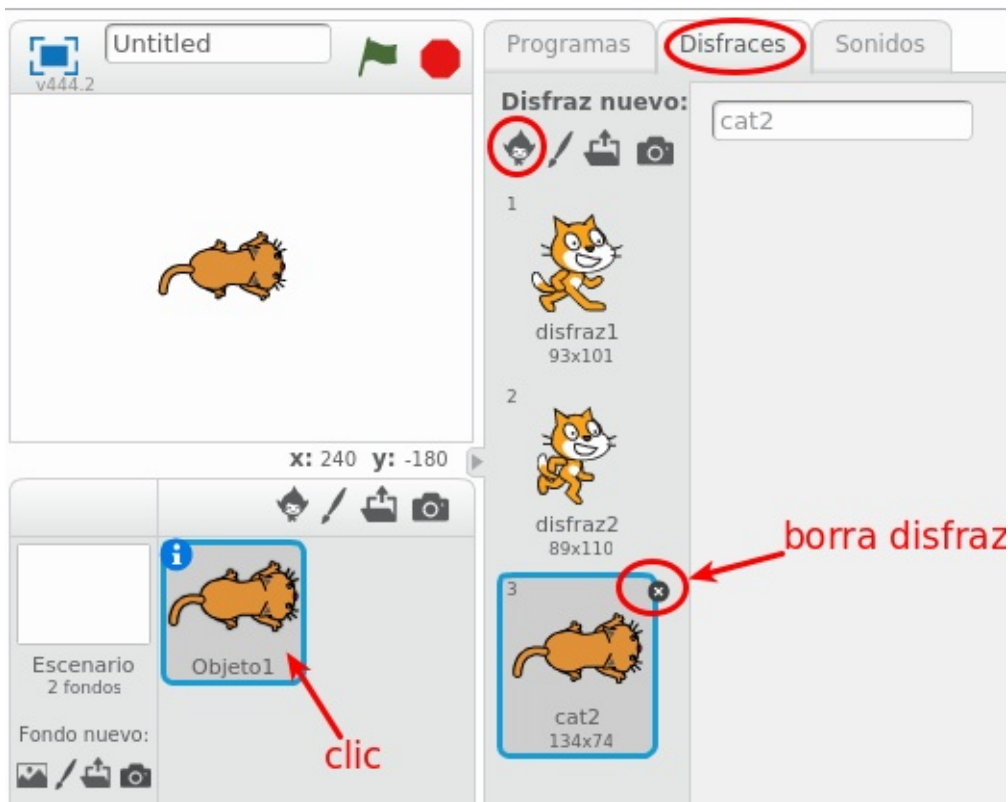 Untitled
v444.2
x: 240 y: -180
Escenario
2 fondos
Fondo nuevo:
Objeto1
clic
Programas
Disfraces
Sonidos
Disfraz nuevo:
cat2
1
disfraz1
93x101
2
disfraz2
89x110
borra disfraz
3
cat2
134x74